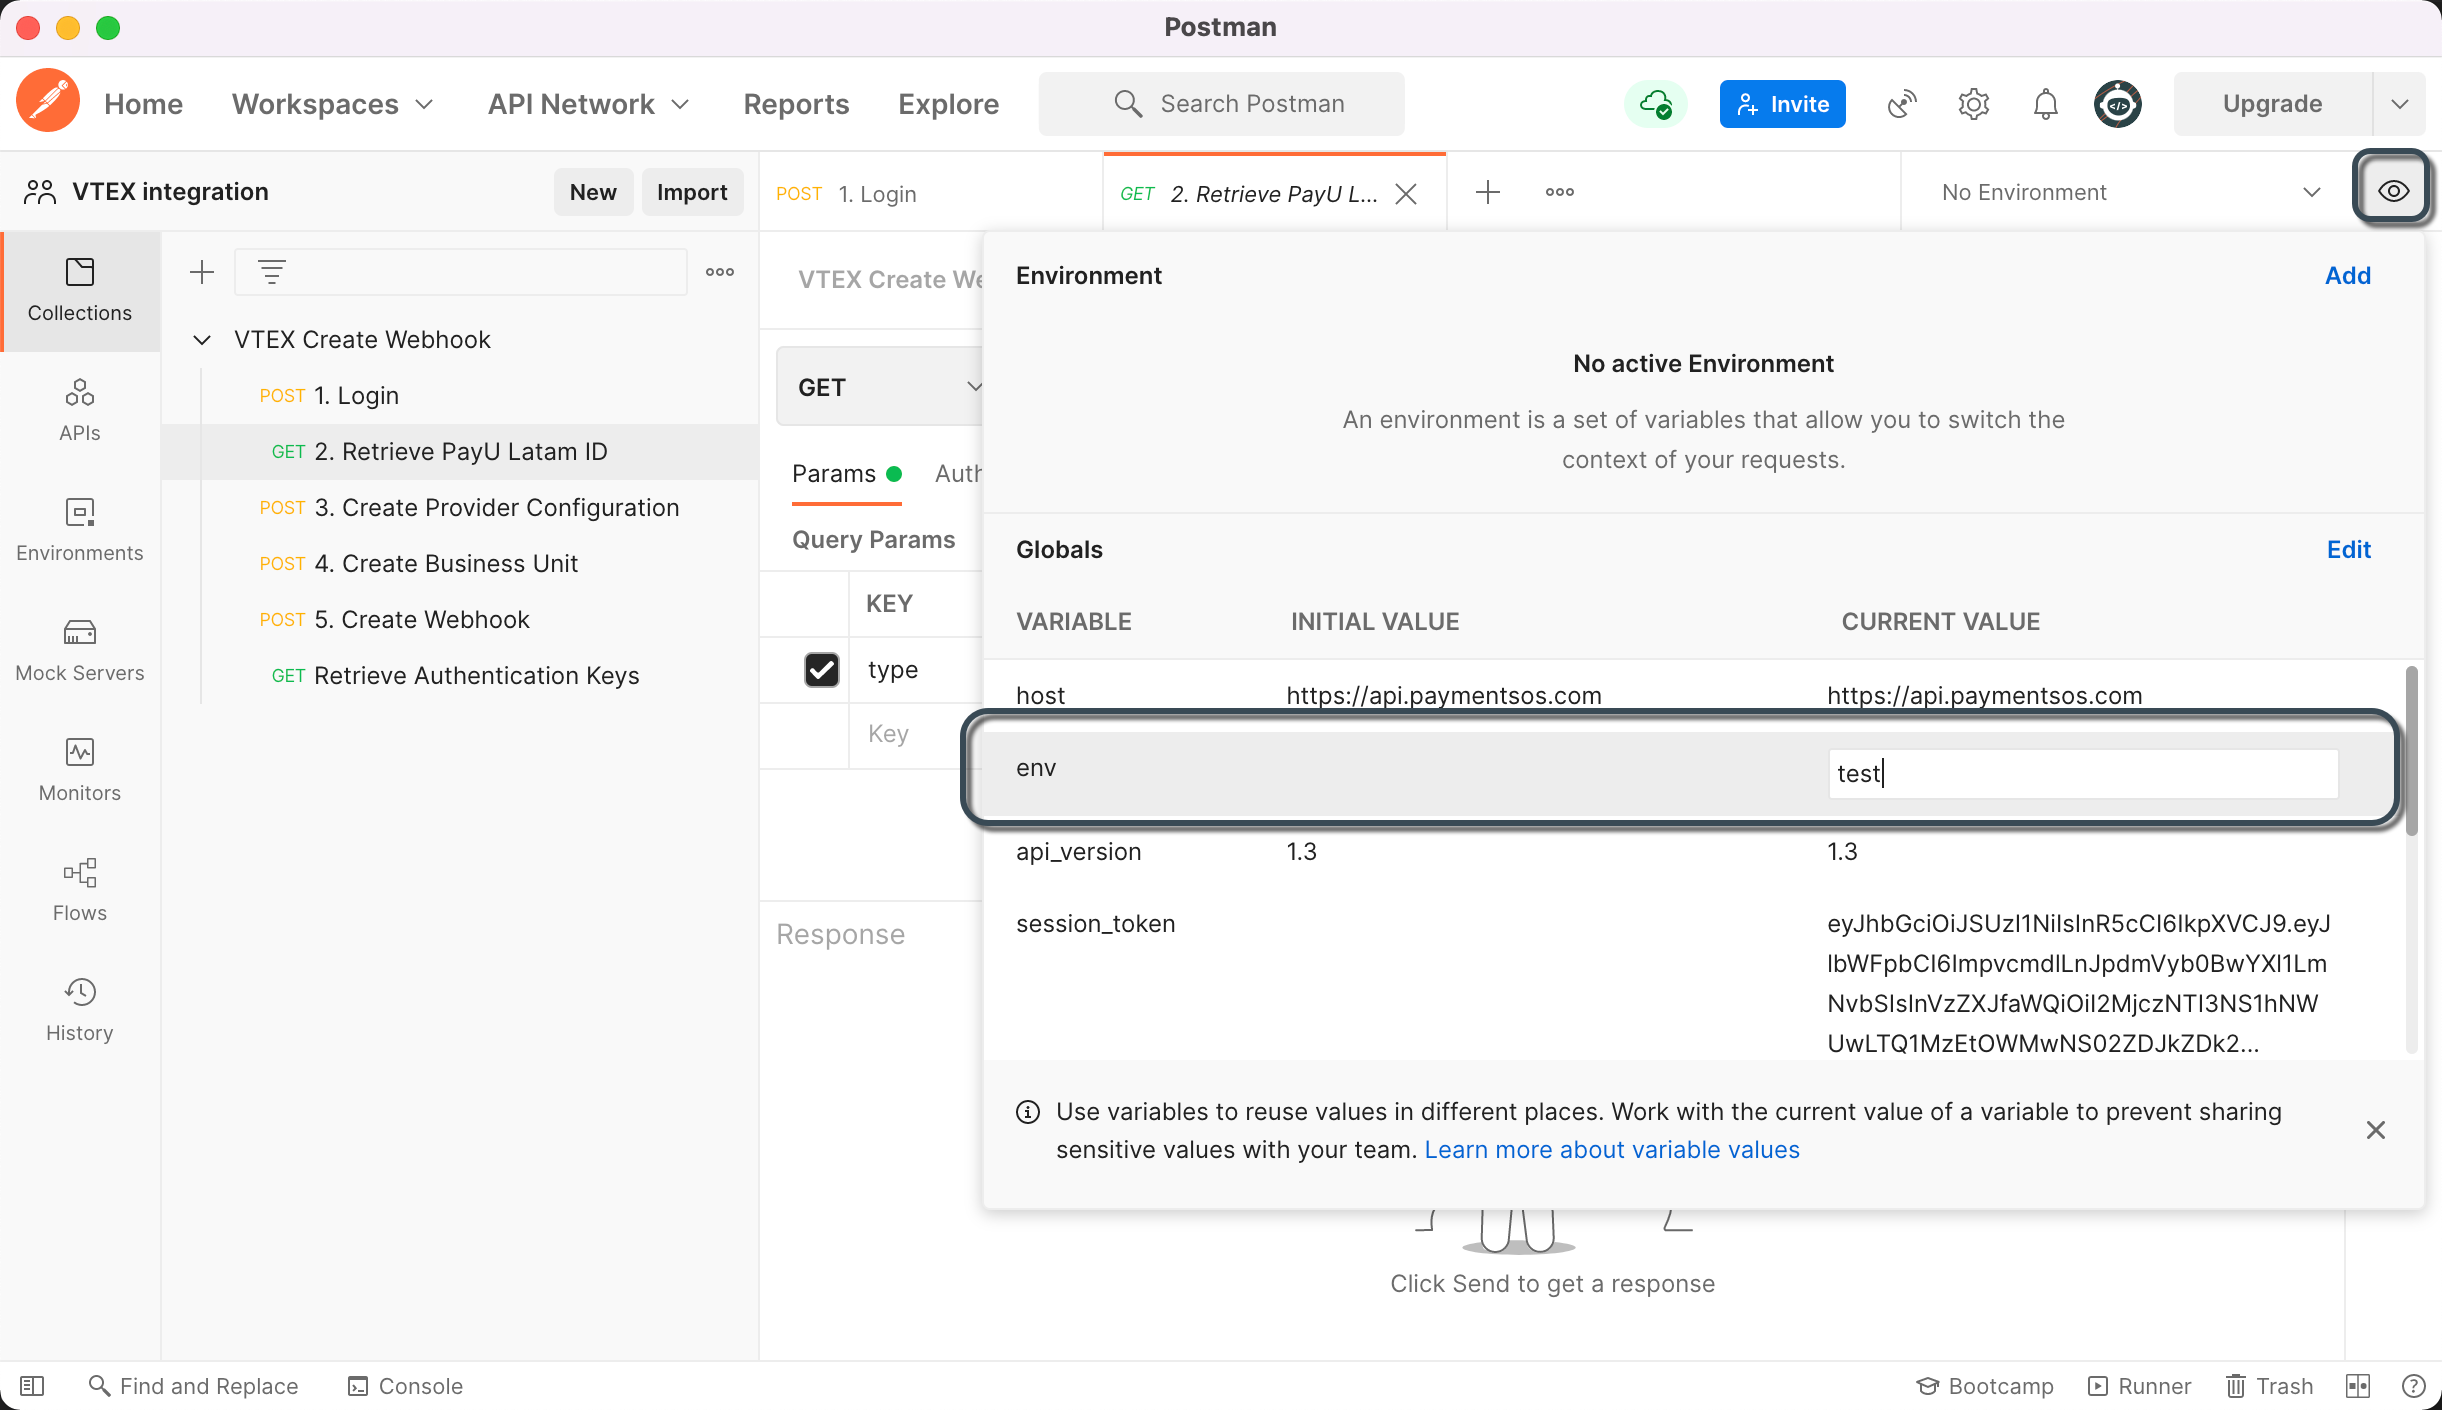 Postman
Home Workspaces API Network Reports Explore Search Postman Invite Upgrade
VTEX integration New Import
POST 1. Login GET 2. Retrieve PayU L... No Environment
Collections
APIs
Environments
Mock Servers
Monitors
Flows
History
VTEX Create Webhook
POST 1. Login
GET 2. Retrieve PayU Latam ID
POST 3. Create Provider Configuration
POST 4. Create Business Unit
POST 5. Create Webhook
GET Retrieve Authentication Keys
VTEX Create We
GET
Params Auth
Query Params
KEY
type
Key
Response
Environment Add
No active Environment
An environment is a set of variables that allow you to switch the
context of your requests.
Globals Edit
VARIABLE INITIAL VALUE CURRENT VALUE
host https://api.paymentsos.com https://api.paymentsos.com
env test
api_version 1.3 1.3
session_token eyJhbGciOiJSUzI1NiIsInR5cCI6IkpXVCJ9.eyJ
lbWFpbCI6ImpvcmdlLnJpdmVyb0BwYXl1Lm
NvbSIsInVzZXJfaWQiOiI2MjczNTI3NS1hNW
UwLTQ1MzEtOWMwNS02ZDJkZDk2...
Use variables to reuse values in different places. Work with the current value of a variable to prevent sharing
sensitive values with your team. Learn more about variable values
Click Send to get a response
Find and Replace Console Bootcamp Runner Trash